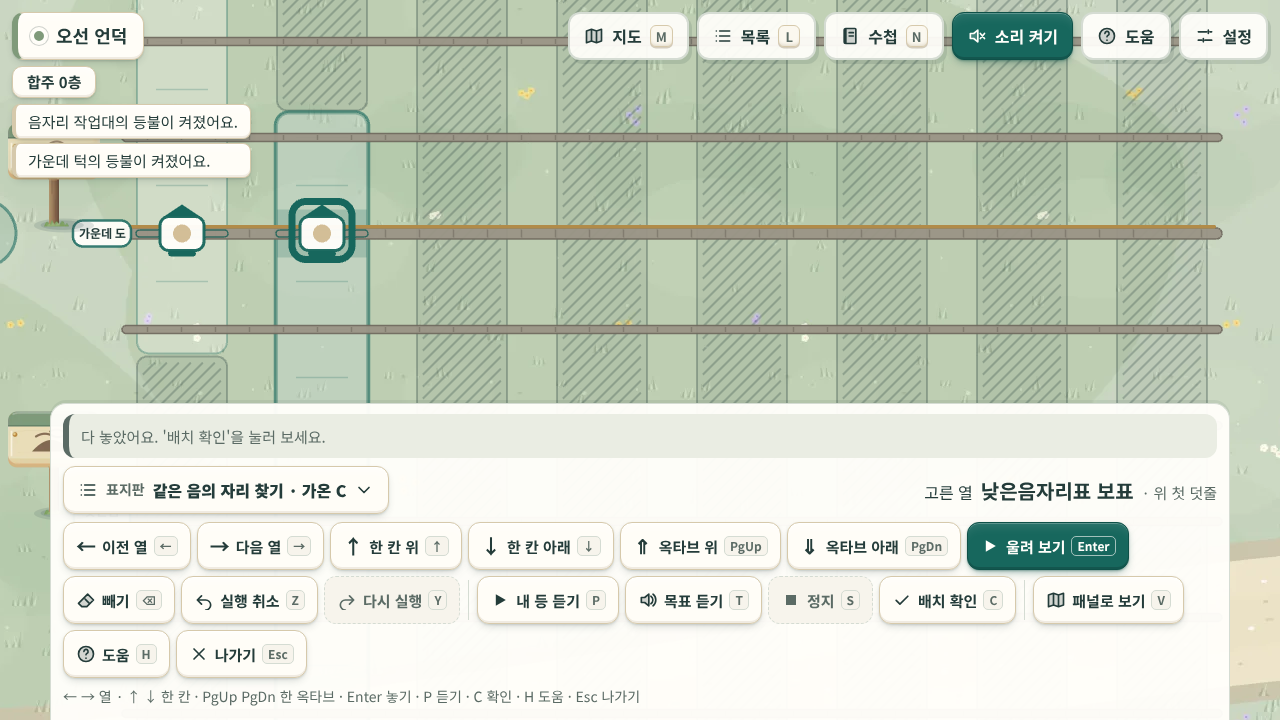 오선 언덕
지도 M
목록 L
수첩 N
소리 켜기
도움
설정
합주 0층
음자리 작업대의 등불이 켜졌어요.
가운데 턱의 등불이 켜졌어요.
가운데 도
다 놓았어요. '배치 확인'을 눌러 보세요.
표지판 같은 음의 자리 찾기 · 가온 C
고른 열 낮은음자리표 보표 · 위 첫 덧줄
← 이전 열 ←
→ 다음 열 →
↑ 한 칸 위 ↑
↓ 한 칸 아래 ↓
⇑ 옥타브 위 PgUp
⇓ 옥타브 아래 PgDn
울려 보기 Enter
빼기 ⌫
실행 취소 Z
다시 실행 Y
내 등 듣기 P
목표 듣기 T
정지 S
배치 확인 C
패널로 보기 V
도움 H
나가기 Esc
← → 열 · ↑ ↓ 한 칸 · PgUp PgDn 한 옥타브 · Enter 놓기 · P 듣기 · C 확인 · H 도움 · Esc 나가기